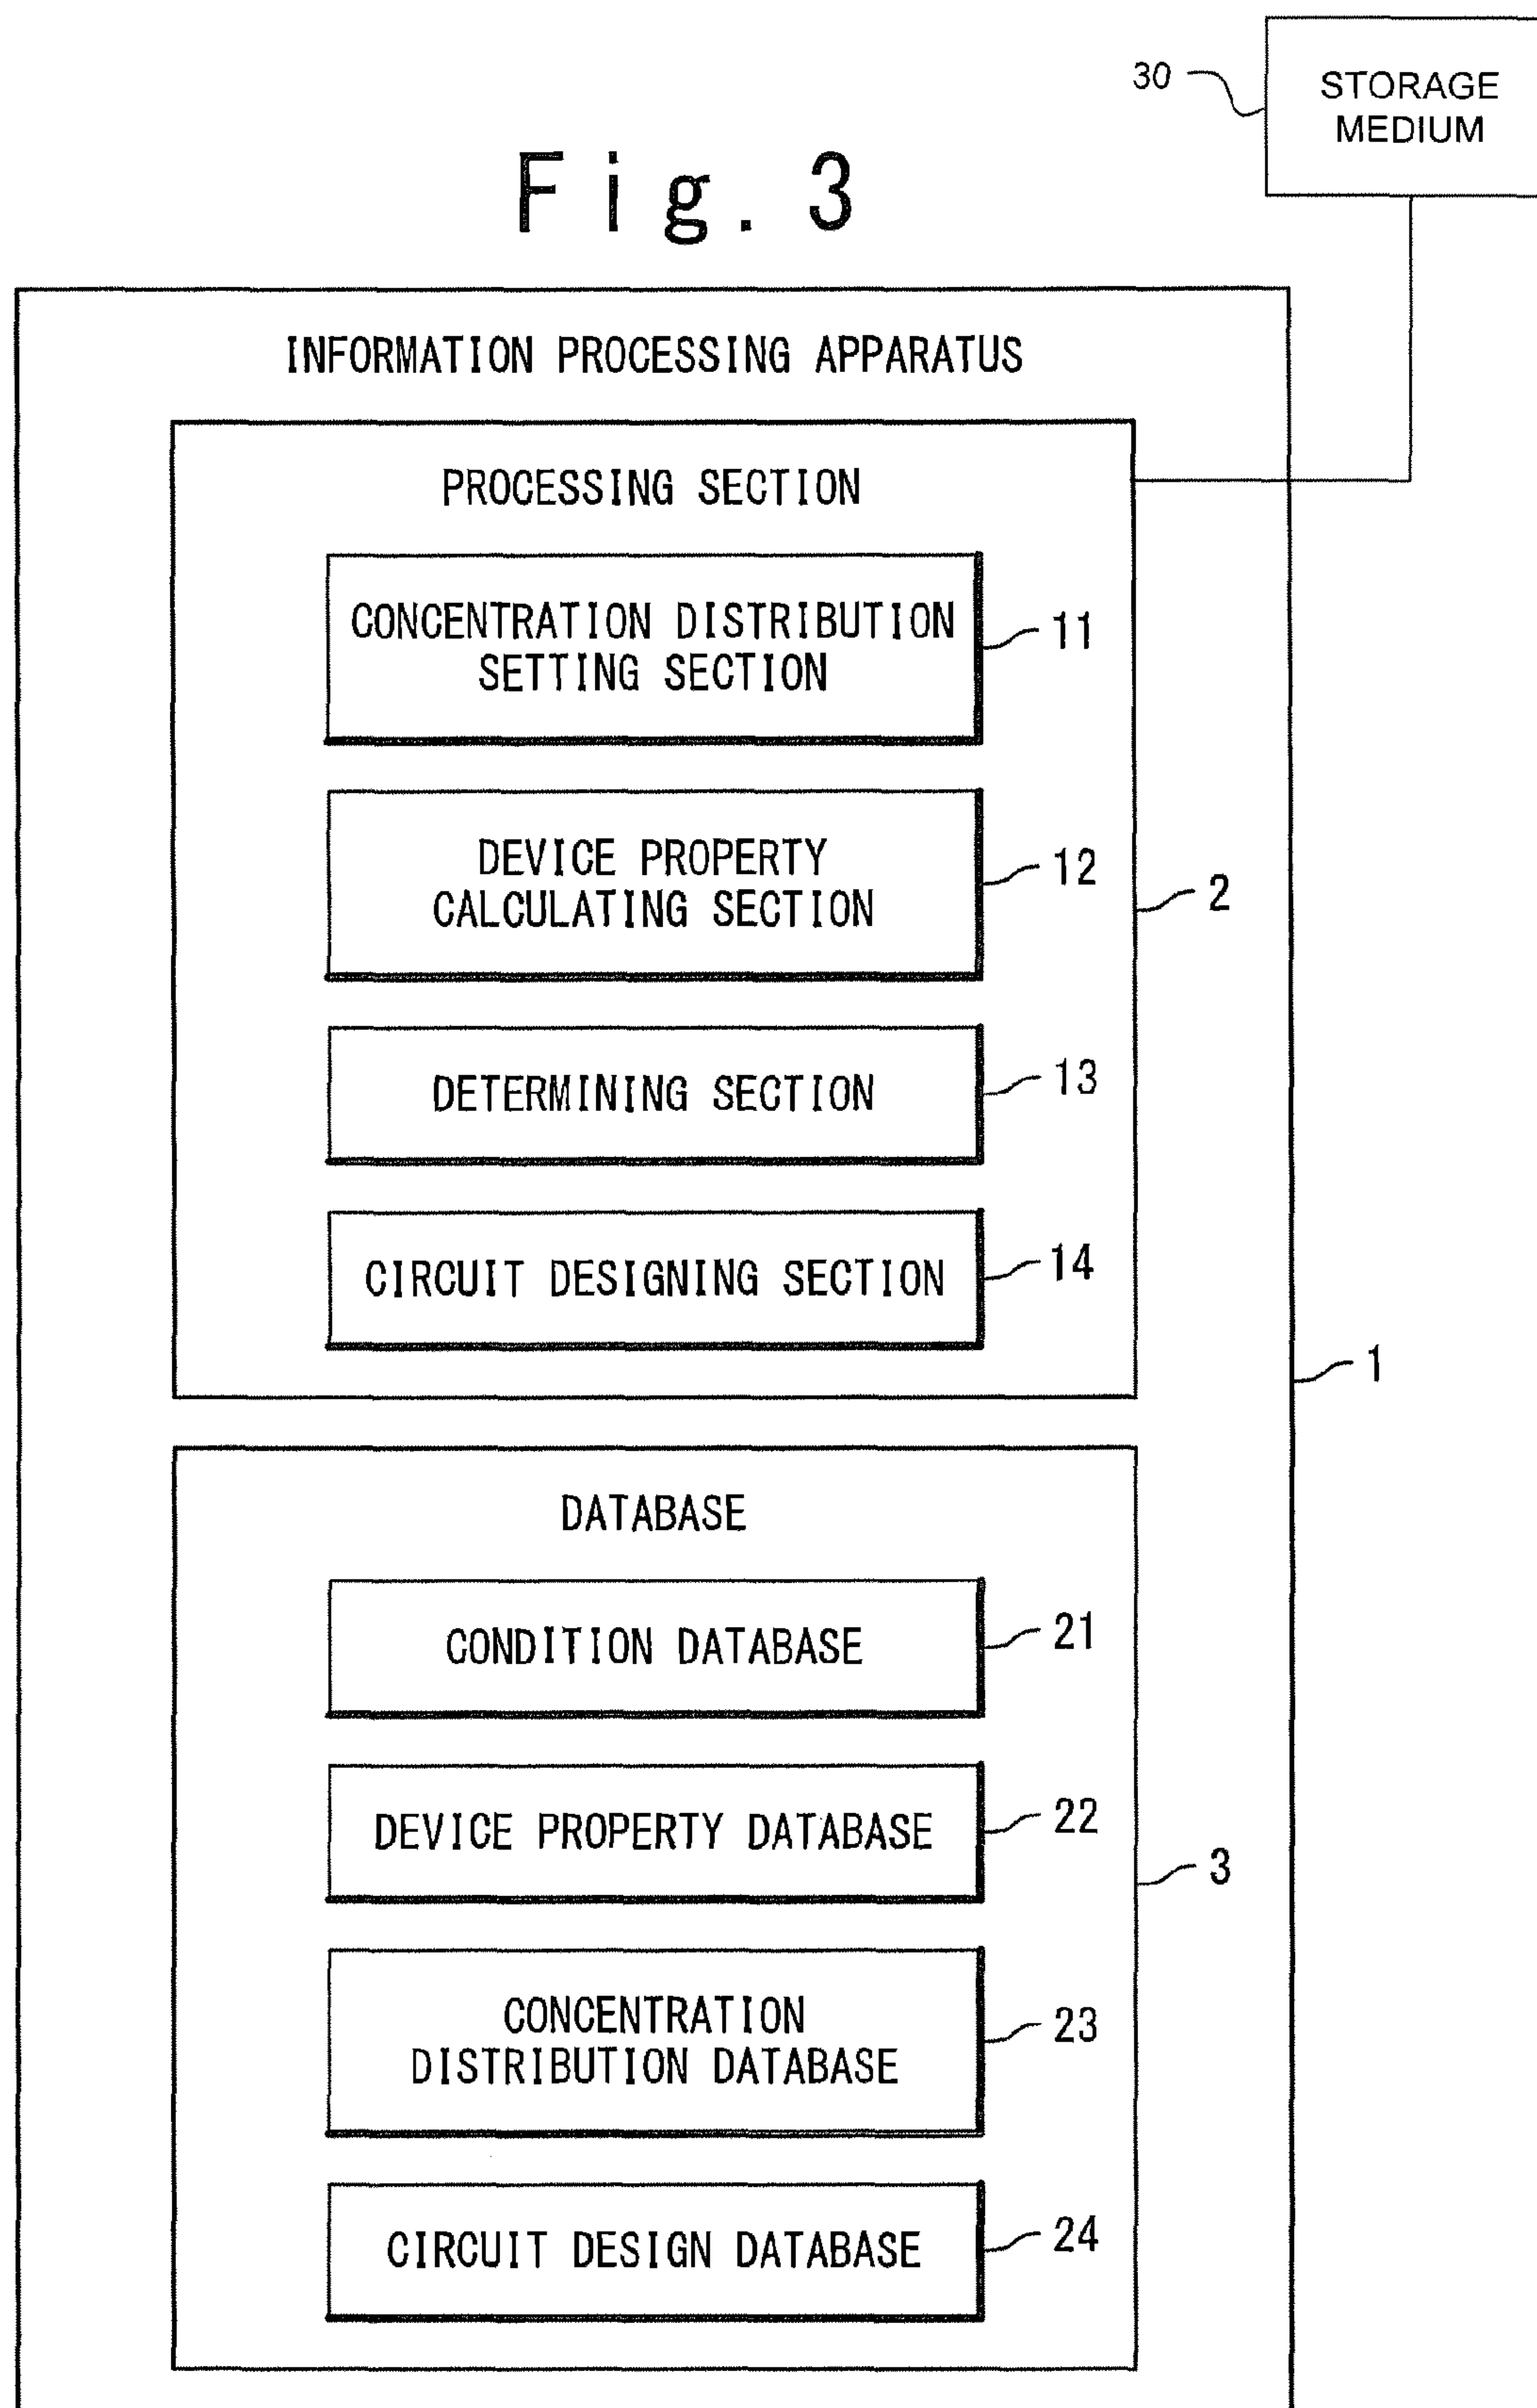 30
STORAGE
MEDIUM
Fig. 3
INFORMATION PROCESSING APPARATUS
PROCESSING SECTION
CONCENTRATION DISTRIBUTION
SETTING SECTION
11
DEVICE PROPERTY
CALCULATING SECTION
12
2
DETERMINING SECTION
13
CIRCUIT DESIGNING SECTION
14
1
DATABASE
CONDITION DATABASE
21
DEVICE PROPERTY DATABASE
22
3
CONCENTRATION
DISTRIBUTION DATABASE
23
CIRCUIT DESIGN DATABASE
24